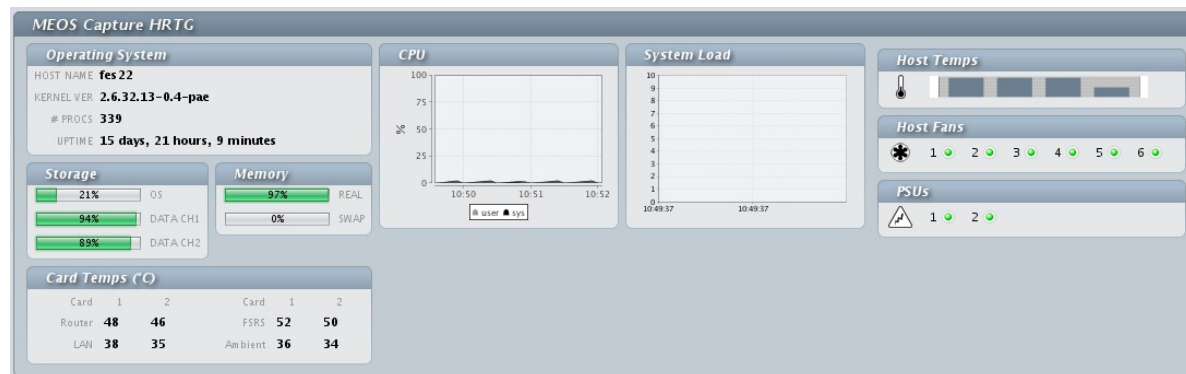 MEOS Capture HRTG
Operating System
HOST NAME fes22
KERNEL VER 2.6.32.13-0.4-pae
# PROCS 339
UPTIME 15 days, 21 hours, 9 minutes
Storage
21% OS
94% DATA CH1
89% DATA CH2
Memory
97% REAL
0% SWAP
Card Temps (°C)
Card 1 2 Card 1 2
Router 48 46 FSRS 52 50
LAN 38 35 Ambient 36 34
CPU
100
75
50
25
0
%
10:50 10:51 10:52
user sys
System Load
10
9
8
7
6
5
4
3
2
1
0
10:49:37 10:49:37
Host Temps
Host Fans
1 2 3 4 5 6
PSUs
1 2